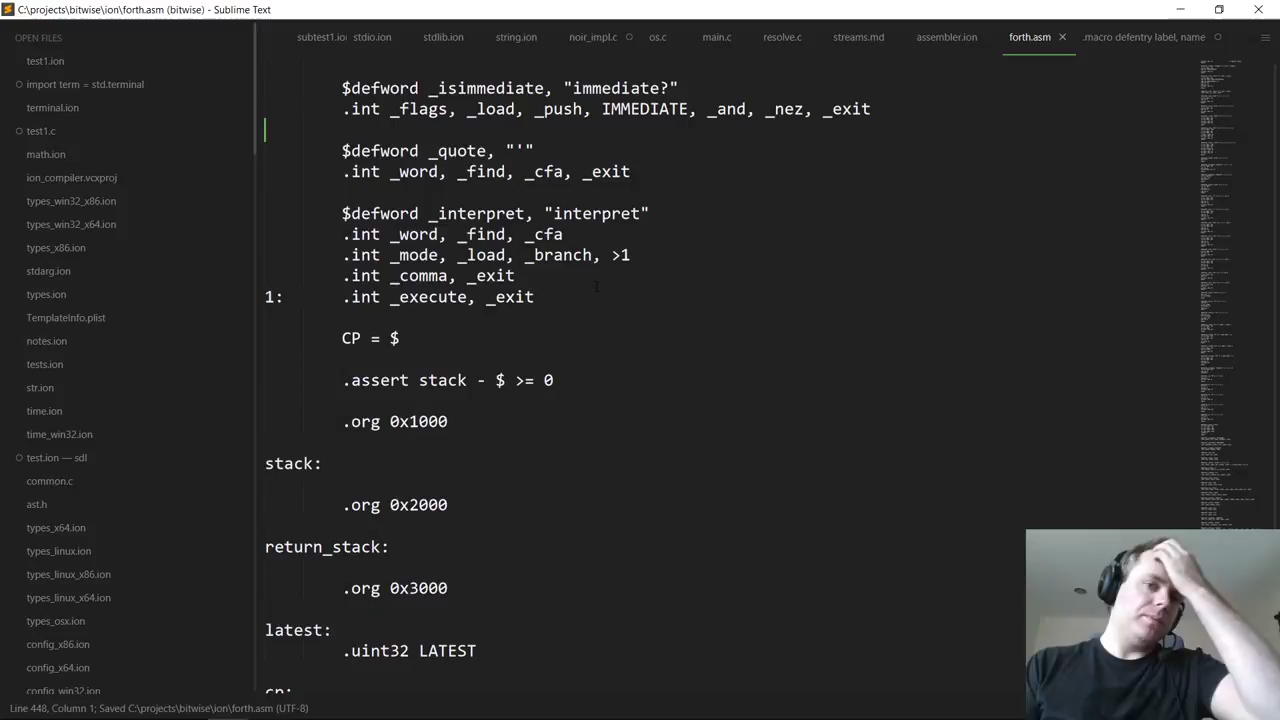 C:\projects\bitwise\ion\forth.asm (bitwise) - Sublime Text
OPEN FILES
test1.ion
import term = std.terminal
terminal.ion
test1.c
math.ion
ion_compiler.vcxproj
types_win32_x86.ion
types_win32_x64.ion
types_x86.ion
stdarg.ion
types.ion
TemplateInfo.plist
notes.ion
tests.ion
str.ion
time.ion
time_win32.ion
test.ion — sdl
common.c
ast.h
types_x64.ion
types_linux.ion
types_linux_x86.ion
types_linux_x64.ion
types_osx.ion
config_x86.ion
config_x64.ion
config_win32.ion
subtest1.io stdio.ion stdlib.ion string.ion noir_impl.c os.c main.c resolve.c streams.md assembler.ion forth.asm .macro defentry label, name
$defword _isimmediate, "immediate?"
.int _flags, _load, _push, IMMEDIATE, _and, _nez, _exit
$defword _quote, "'"
.int _word, _find, _cfa, _exit
$defword _interpret, "interpret"
.int _word, _find, _cfa
.int _mode, _load, _branch, >1
.int _comma, _exit
1: .int _execute, _exit
CP = $
.assert stack - $ >= 0
.org 0x1000
stack:
.org 0x2000
return_stack:
.org 0x3000
latest:
.uint32 LATEST
cp:
Line 448, Column 1; Saved C:\projects\bitwise\ion\forth.asm (UTF-8)